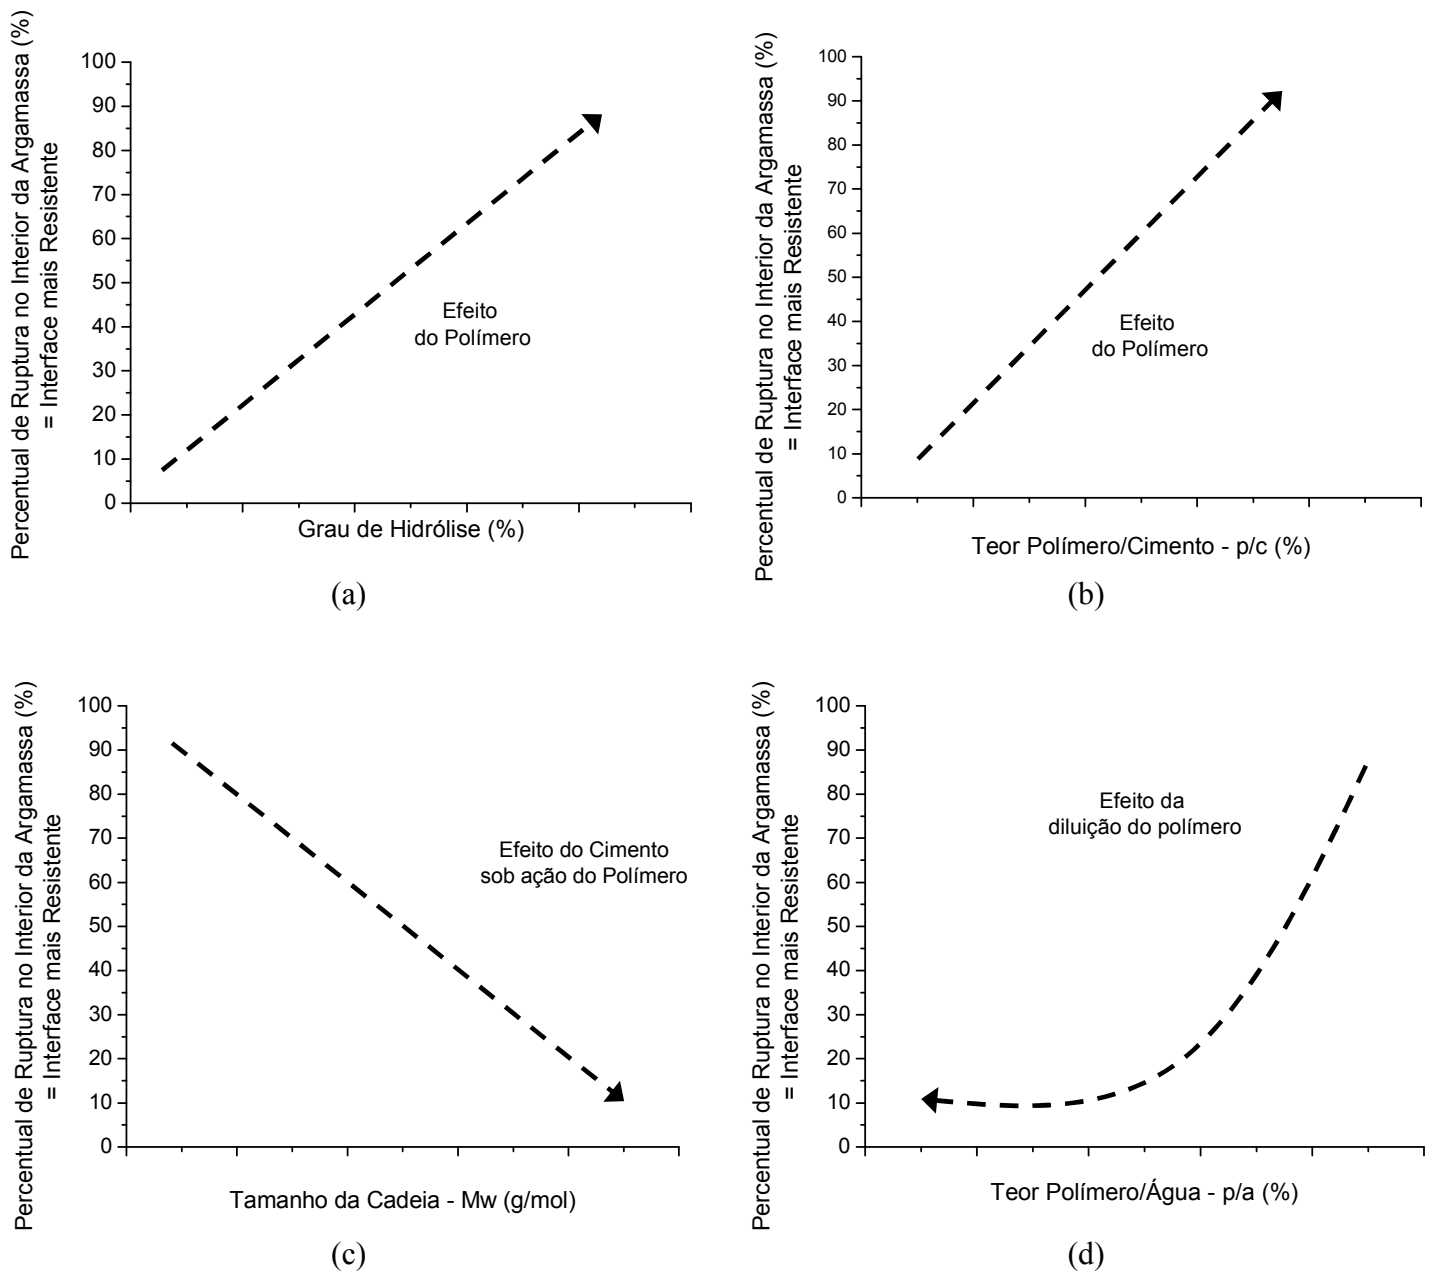 Percentual de Ruptura no Interior da Argamassa (%)
= Interface mais Resistente
100
90
80
70
60
50
40
30
20
10
0
Efeito
do Polímero
Grau de Hidrólise (%)
(a)
Percentual de Ruptura no Interior da Argamassa (%)
= Interface mais Resistente
100
90
80
70
60
50
40
30
20
10
0
Efeito
do Polímero
Teor Polímero/Cimento - p/c (%)
(b)
Percentual de Ruptura no Interior da Argamassa (%)
= Interface mais Resistente
100
90
80
70
60
50
40
30
20
10
0
Efeito do Cimento
sob ação do Polímero
Tamanho da Cadeia - Mw (g/mol)
(c)
Percentual de Ruptura no Interior da Argamassa (%)
= Interface mais Resistente
100
90
80
70
60
50
40
30
20
10
0
Efeito da
diluição do polímero
Teor Polímero/Água - p/a (%)
(d)